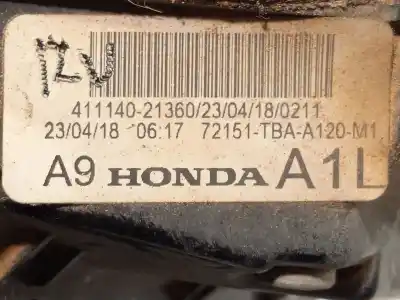 411140-21360/23/04/18/0211
23/04/18 06:17 72151-TBA-A120-M1
A9 HONDA A1L